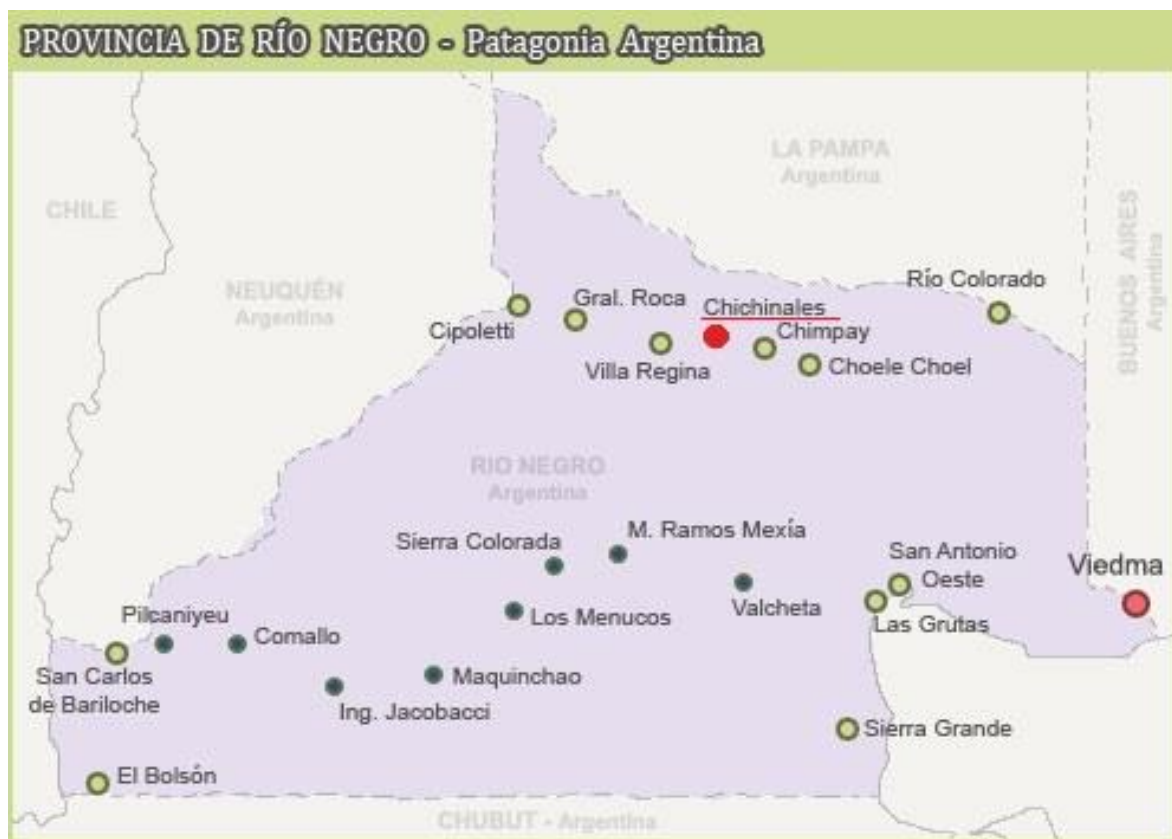 PROVINCIA DE RÍO NEGRO - Patagonia Argentina
LA PAMPA
Argentina
CHILE
BUENOS AIRES
Argentina
NEUQUÉN
Argentina
Río Colorado
Gral. Roca
Chichinales
Cipoletti
Chimpay
Villa Regina
Choele Choel
RIO NEGRO
Argentina
M. Ramos Mexía
Sierra Colorada
San Antonio
Oeste
Viedma
Pilcaniyeu
Comallo
Los Menucos
Valcheta
Las Grutas
San Carlos
de Bariloche
Maquinchao
Ing. Jacobacci
Sierra Grande
El Bolsón
CHUBUT - Argentina